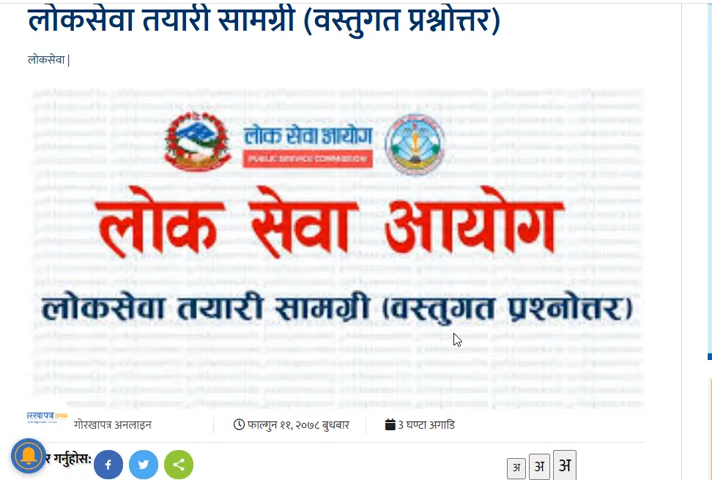 लोकसेवा तयारी सामग्री (वस्तुगत प्रश्नोत्तर)
लोकसेवा |
लोक सेवा आयोग
PUBLIC SERVICE COMMISSION
लोक सेवा आयोग
लोकसेवा तयारी सामग्री (वस्तुगत प्रश्नोत्तर)
गोरखापत्र अनलाइन
फाल्गुन ११, २०७८ बुधबार
3 घण्टा अगाडि
र गर्नुहोस:
अ अ अ